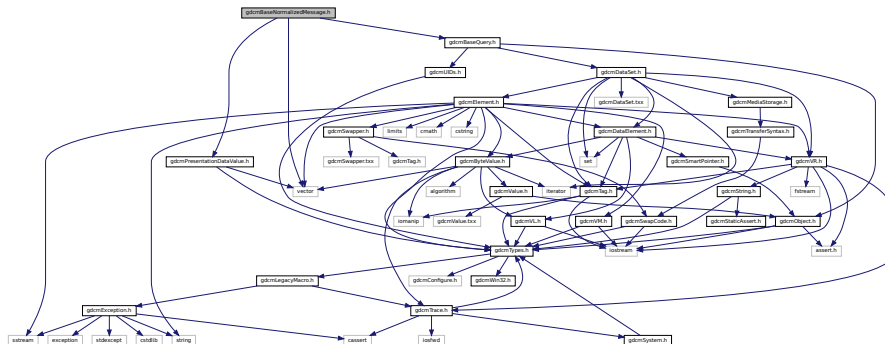 gdcmBaseNormalizedMessage.h
gdcmBaseQuery.h
gdcmUIDs.h
gdcmDataSet.h
gdcmElement.h
gdcmDataSet.txx
gdcmMediaStorage.h
gdcmSwapper.h
limits
cmath
cstring
gdcmDataElement.h
gdcmTransferSyntax.h
gdcmPresentationDataValue.h
gdcmSwapper.txx
gdcmTag.h
gdcmByteValue.h
set
gdcmSmartPointer.h
gdcmVR.h
vector
algorithm
gdcmValue.h
iterator
gdcmTag.h
gdcmString.h
fstream
iomanip
gdcmValue.txx
gdcmVL.h
gdcmVM.h
gdcmSwapCode.h
gdcmStaticAssert.h
gdcmObject.h
gdcmTypes.h
iostream
assert.h
gdcmLegacyMacro.h
gdcmConfigure.h
gdcmWin32.h
gdcmException.h
gdcmTrace.h
sstream
exception
stdexcept
cstdlib
string
cassert
iosfwd
gdcmSystem.h